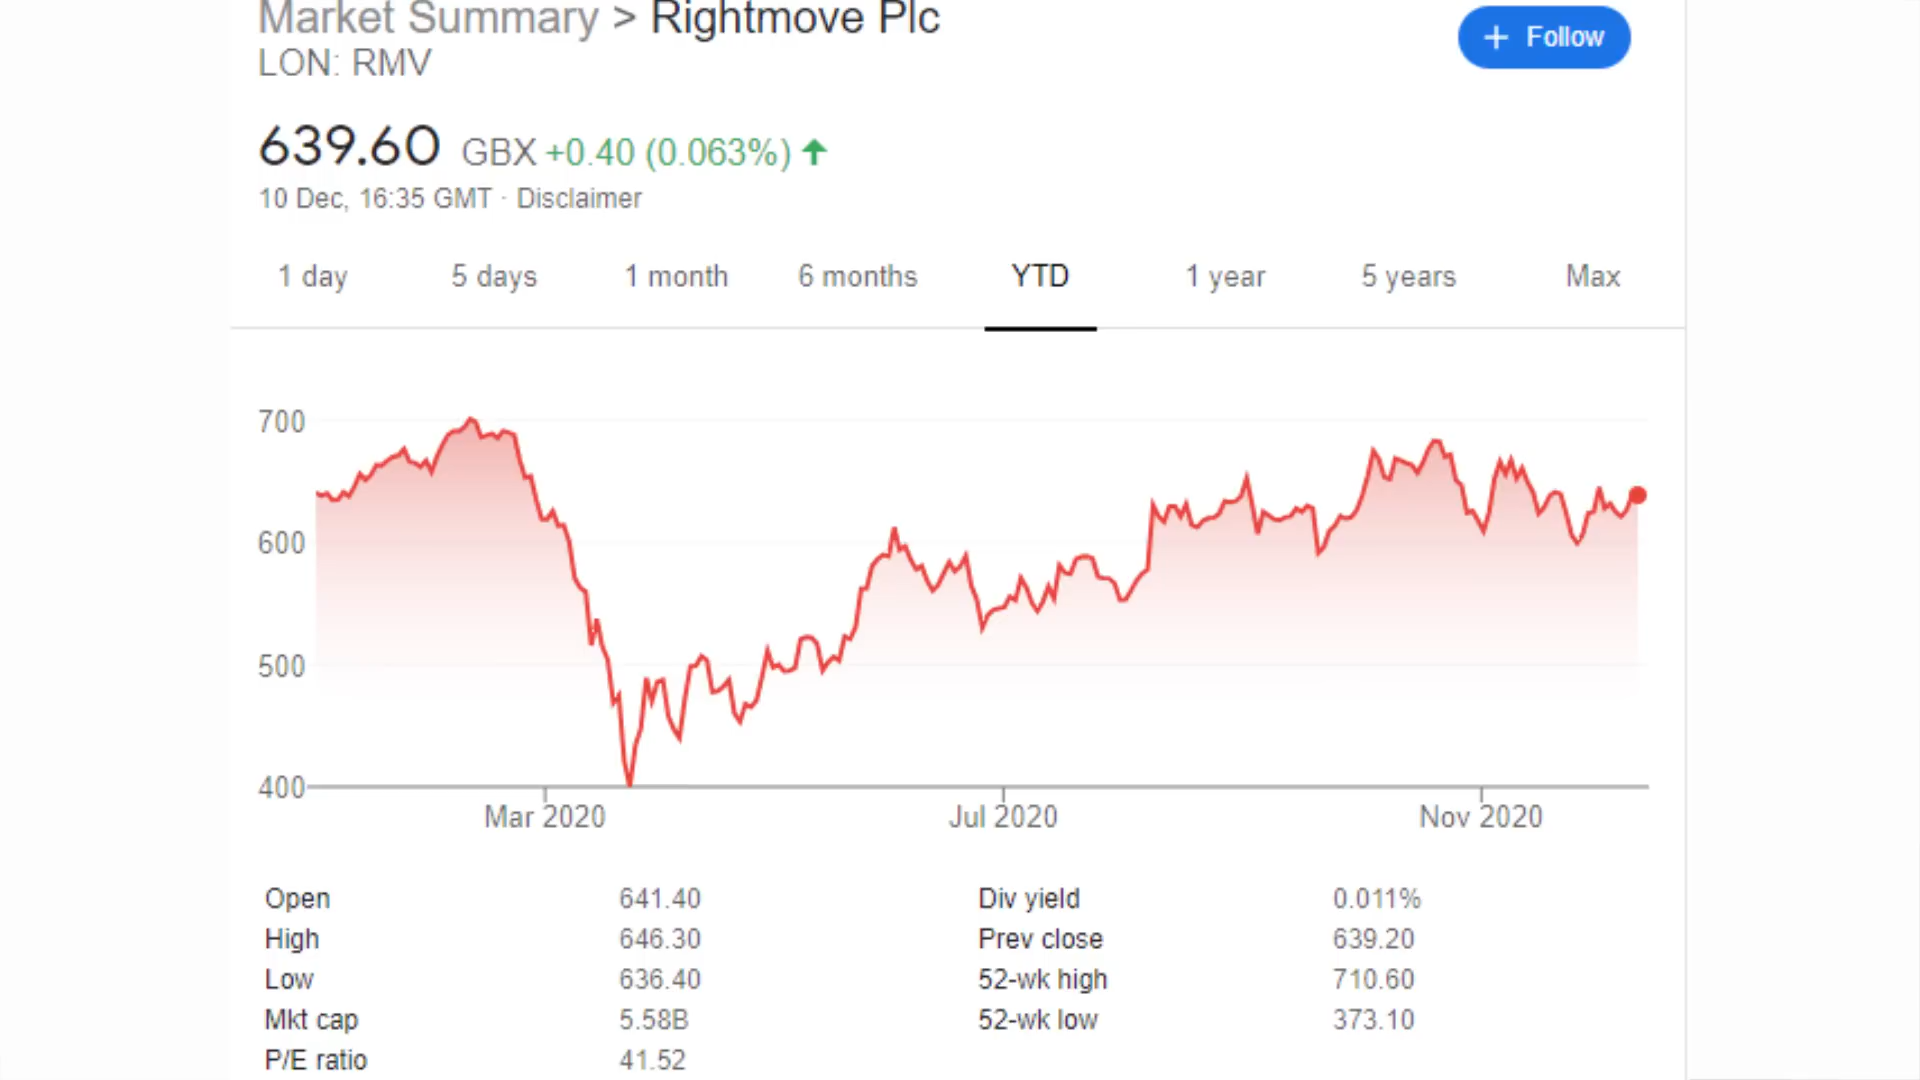 Market Summary > Rightmove Plc
+ Follow
LON: RMV
639.60 GBX +0.40 (0.063%) ↑
10 Dec, 16:35 GMT · Disclaimer
1 day 5 days 1 month 6 months YTD 1 year 5 years Max
700
600
500
400
Mar 2020 Jul 2020 Nov 2020
Open 641.40 Div yield 0.011%
High 646.30 Prev close 639.20
Low 636.40 52-wk high 710.60
Mkt cap 5.58B 52-wk low 373.10
P/E ratio 41.52